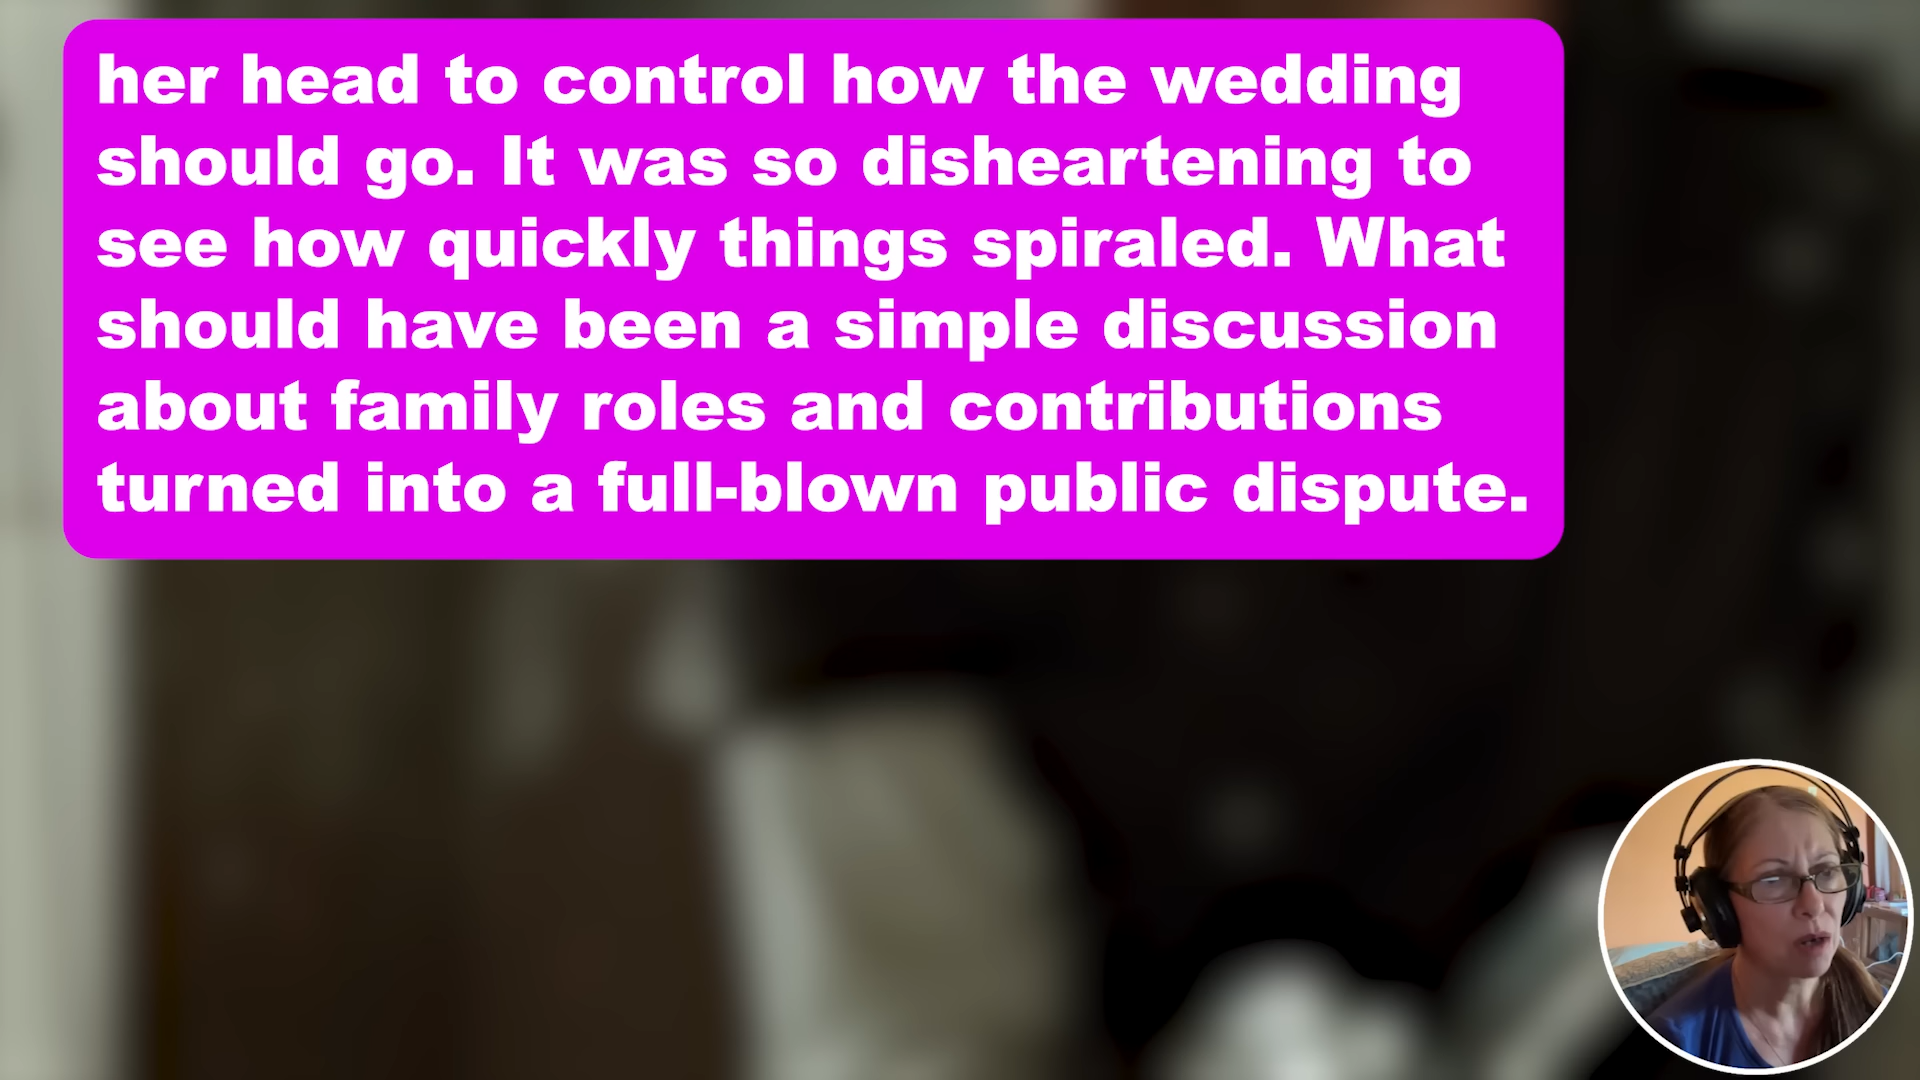 her head to control how the wedding
should go. It was so disheartening to
see how quickly things spiraled. What
should have been a simple discussion
about family roles and contributions
turned into a full-blown public dispute.